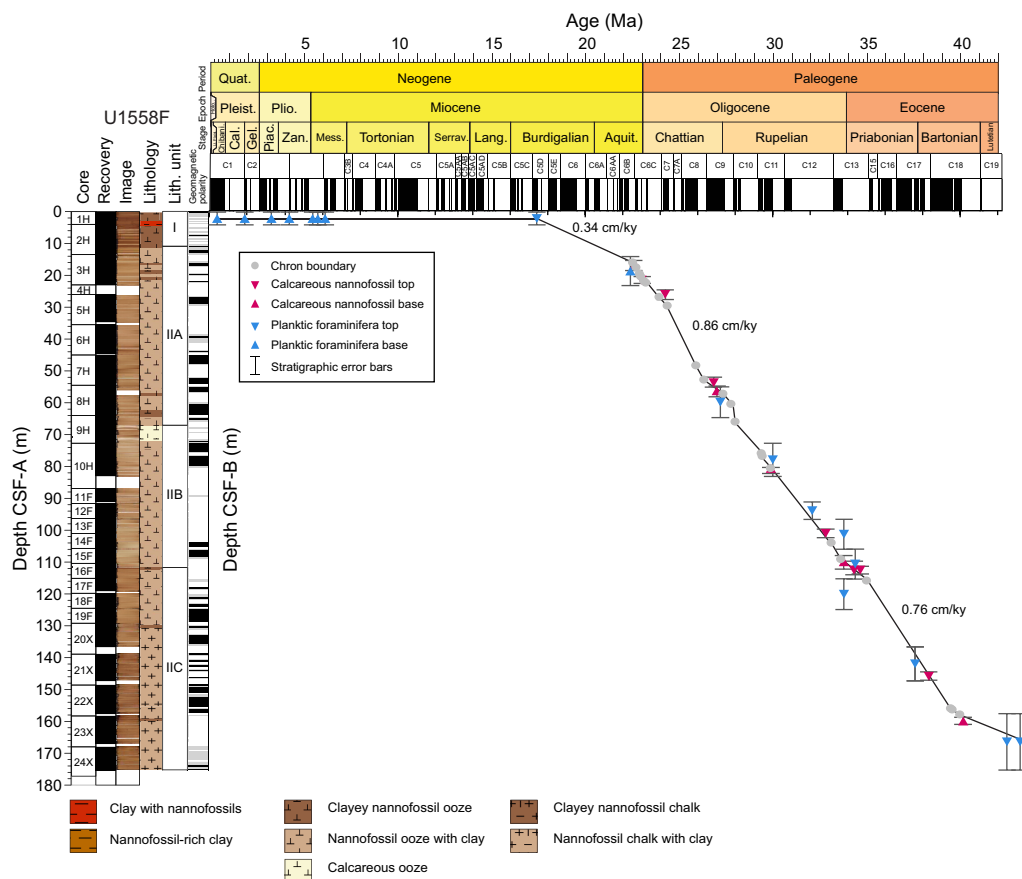 Age (Ma)
5 10 15 20 25 30 35 40
Period
Quat. Neogene Paleogene
Epoch
Pleist. Plio. Miocene Oligocene Eocene
Stage
Chibani. Cal. Gel. Piac. Zan. Mess. Tortonian Serrav. Lang. Burdigalian Aquit. Chattian Rupelian Priabonian Bartonian Lutetian
C1 C2 C3B C4 C4A C5 C5A C5AA C5AB C5AC C5AD C5B C5C C5D C5E C6 C6A C6AA C6B C6C C7 C7A C8 C9 C10 C11 C12 C13 C15 C16 C17 C18 C19
U1558F
Core
Recovery
Image
Lithology
Lith. unit
Geomagnetic
polarity
Depth CSF-A (m)
Depth CSF-B (m)
0
10
20
30
40
50
60
70
80
90
100
110
120
130
140
150
160
170
180
1H
2H
3H
4H
5H
6H
7H
8H
9H
10H
11F
12F
13F
14F
15F
16F
17F
18F
19F
20X
21X
22X
23X
24X
I
IIA
IIB
IIC
0.34 cm/ky
0.86 cm/ky
0.76 cm/ky
Chron boundary
Calcareous nannofossil top
Calcareous nannofossil base
Planktic foraminifera top
Planktic foraminifera base
Stratigraphic error bars
Clay with nannofossils
Nannofossil-rich clay
Clayey nannofossil ooze
Nannofossil ooze with clay
Calcareous ooze
Clayey nannofossil chalk
Nannofossil chalk with clay